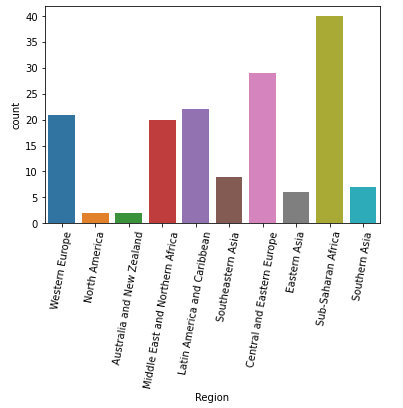 40
35
30
25
20
15
10
5
0
count
Western Europe
North America
Australia and New Zealand
Middle East and Northern Africa
Latin America and Caribbean
Southeastern Asia
Central and Eastern Europe
Eastern Asia
Sub-Saharan Africa
Southern Asia
Region